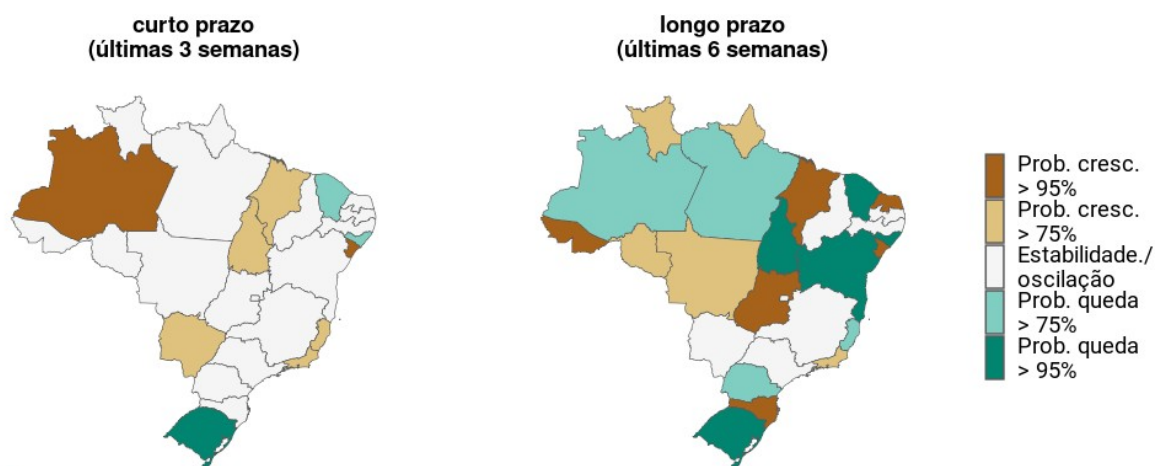 curto prazo
(últimas 3 semanas)
longo prazo
(últimas 6 semanas)
Prob. cresc.
> 95%
Prob. cresc.
> 75%
Estabilidade./
oscilação
Prob. queda
> 75%
Prob. queda
> 95%